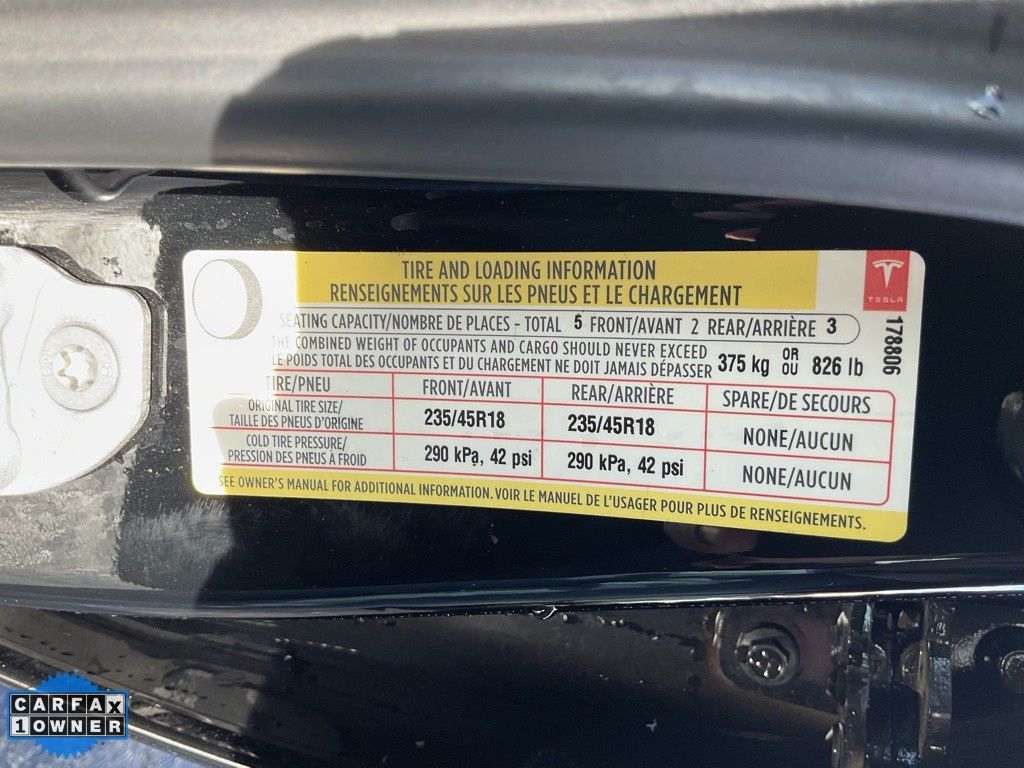 TIRE AND LOADING INFORMATION
RENSEIGNEMENTS SUR LES PNEUS ET LE CHARGEMENT
TESLA
SEATING CAPACITY/NOMBRE DE PLACES - TOTAL 5 FRONT/AVANT 2 REAR/ARRIÈRE 3
178806
THE COMBINED WEIGHT OF OCCUPANTS AND CARGO SHOULD NEVER EXCEED
LE POIDS TOTAL DES OCCUPANTS ET DU CHARGEMENT NE DOIT JAMAIS DÉPASSER
375 kg OR OU 826 lb
TIRE/PNEU FRONT/AVANT REAR/ARRIÈRE SPARE/DE SECOURS
ORIGINAL TIRE SIZE/
TAILLE DES PNEUS D'ORIGINE
235/45R18 235/45R18 NONE/AUCUN
COLD TIRE PRESSURE/
PRESSION DES PNEUS À FROID
290 kPa, 42 psi 290 kPa, 42 psi NONE/AUCUN
SEE OWNER'S MANUAL FOR ADDITIONAL INFORMATION. VOIR LE MANUEL DE L'USAGER POUR PLUS DE RENSEIGNEMENTS.
CARFAX
1 OWNER